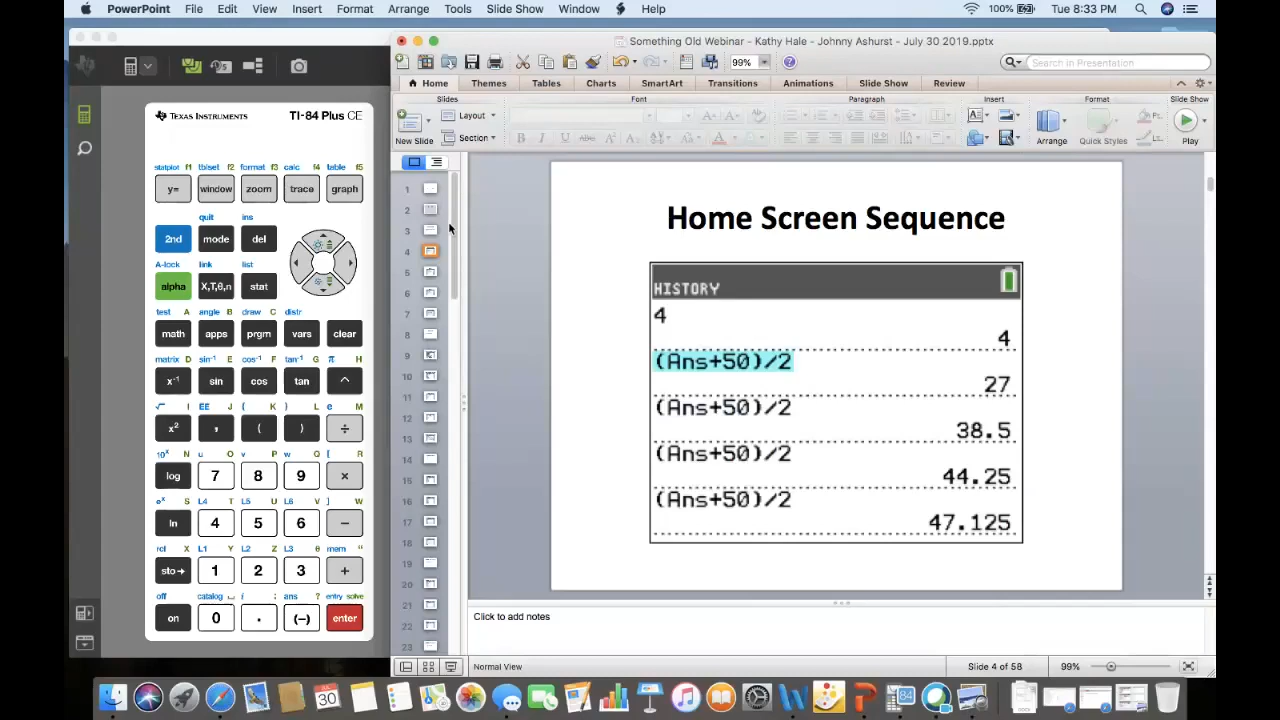 PowerPoint File Edit View Insert Format Arrange Tools Slide Show Window Help 100% Tue 8:33 PM
Something Old Webinar - Kathy Hale - Johnny Ashurst - July 30 2019.pptx
99% Search in Presentation
Home Themes Tables Charts SmartArt Transitions Animations Slide Show Review
Slides Font Paragraph Insert Format Slide Show
New Slide Layout Section Arrange Quick Styles Play
TEXAS INSTRUMENTS TI-84 Plus CE
statplot f1 tblset f2 format f3 calc f4 table f5
y= window zoom trace graph
quit ins
2nd mode del
A-lock link list
alpha X,T,θ,n stat
test A angle B draw C distr
math apps prgm vars clear
matrix D sin⁻¹ E cos⁻¹ F tan⁻¹ G π H
x⁻¹ sin cos tan ^
√ I EE J { K } L e M
x² , ( ) ÷
10ˣ N u O v P w Q [ R
log 7 8 9 ×
eˣ S L4 T L5 U L6 V ] W
ln 4 5 6 −
rcl X L1 Y L2 Z L3 θ mem "
sto→ 1 2 3 +
off catalog i : ans ? entry solve
on 0 . (−) enter
1
2
3
4
5
6
7
8
9
10
11
12
13
14
15
16
17
18
19
20
21
22
23
Home Screen Sequence
HISTORY
4
4
(Ans+50)/2
27
(Ans+50)/2
38.5
(Ans+50)/2
44.25
(Ans+50)/2
47.125
Click to add notes
Normal View Slide 4 of 58 99%